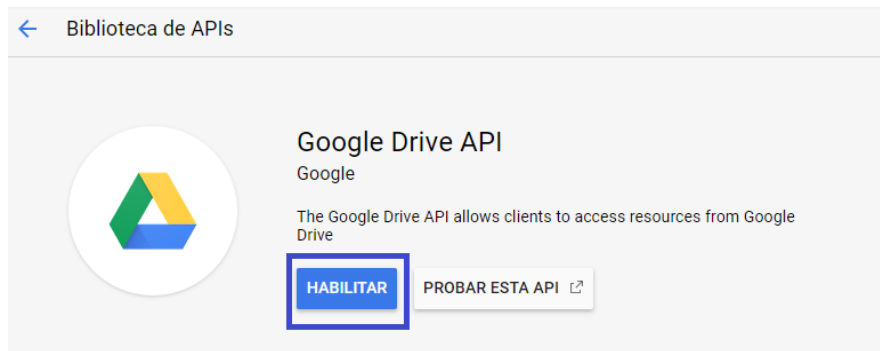 Biblioteca de APIs
Google Drive API
Google
The Google Drive API allows clients to access resources from Google
Drive
HABILITAR PROBAR ESTA API